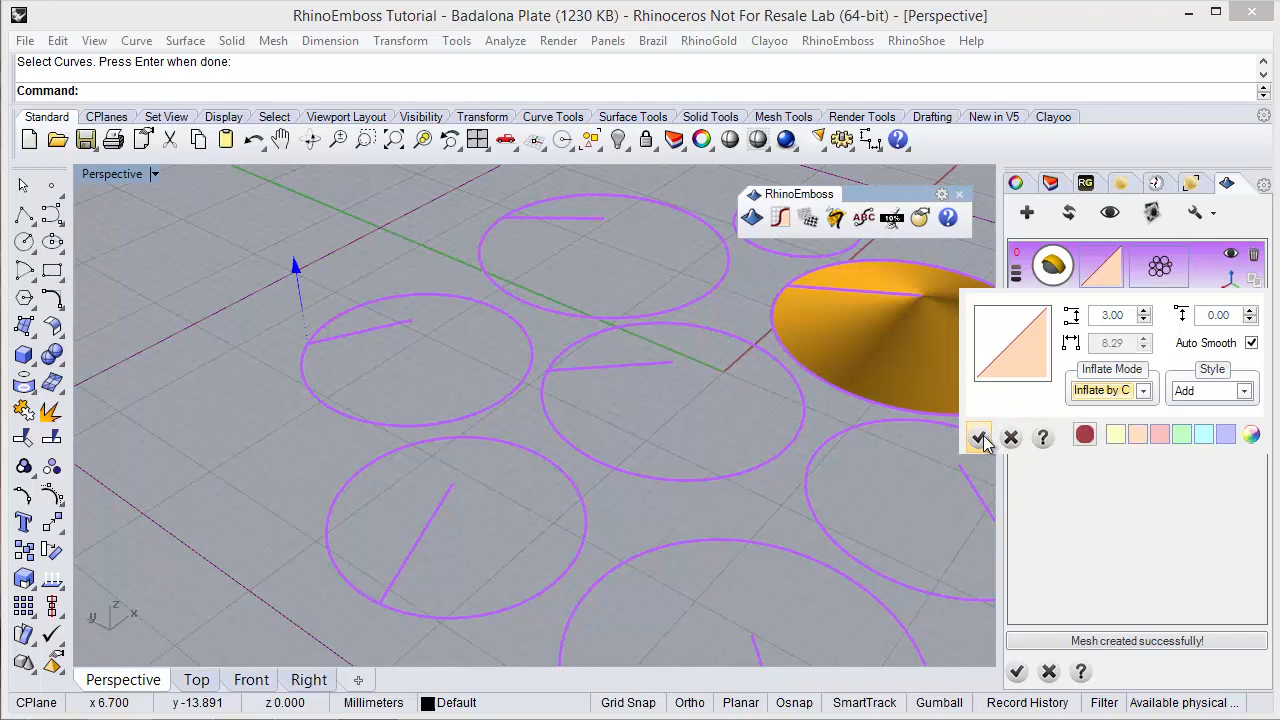 RhinoEmboss Tutorial - Badalona Plate (1230 KB) - Rhinoceros Not For Resale Lab (64-bit) - [Perspective]
File Edit View Curve Surface Solid Mesh Dimension Transform Tools Analyze Render Panels Brazil RhinoGold Clayoo RhinoEmboss RhinoShoe Help
Select Curves. Press Enter when done:
Command:
Standard CPlanes Set View Display Select Viewport Layout Visibility Transform Curve Tools Surface Tools Solid Tools Mesh Tools Render Tools Drafting New in V5 Clayoo
Perspective
RhinoEmboss
RG
ABC
0
3.00 0.00
8.29 Auto Smooth
Inflate Mode Style
Inflate by C Add
z
y x
Mesh created successfully!
Perspective Top Front Right
CPlane x 6.700 y -13.891 z 0.000 Millimeters Default Grid Snap Ortho Planar Osnap SmartTrack Gumball Record History Filter Available physical ...